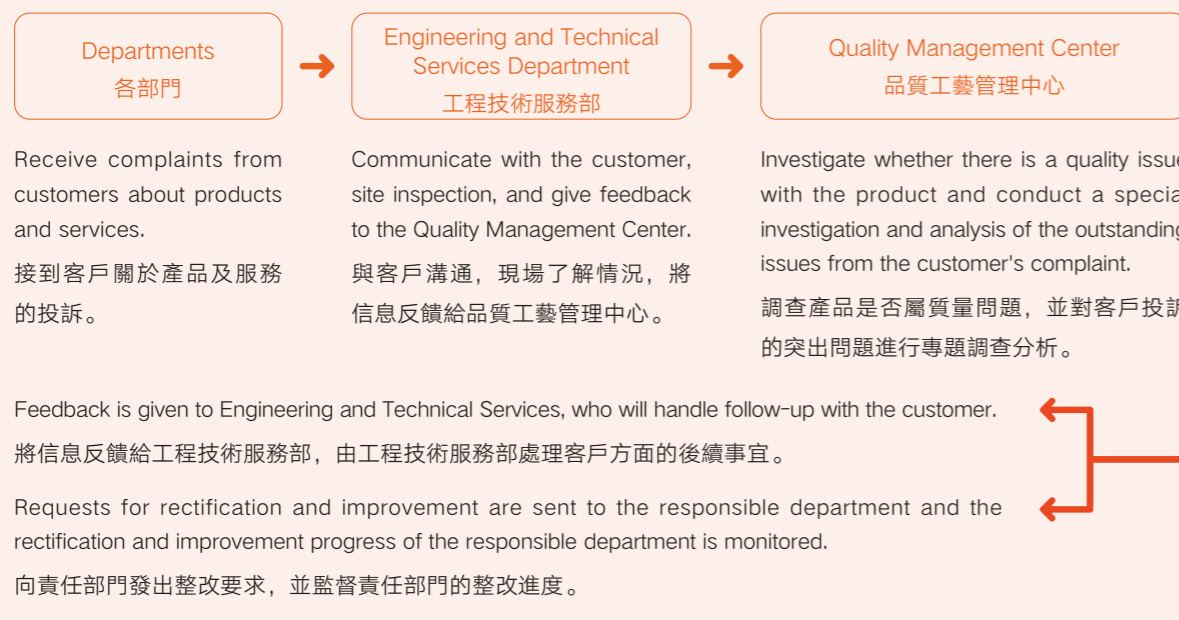 Departments
各部門
Engineering and Technical
Services Department
工程技術服務部
Quality Management Center
品質工藝管理中心
Receive complaints from
customers about products
and services.
接到客戶關於產品及服務
的投訴。
Communicate with the customer,
site inspection, and give feedback
to the Quality Management Center.
與客戶溝通，現場了解情況，將
信息反饋給品質工藝管理中心。
Investigate whether there is a quality issue
with the product and conduct a special
investigation and analysis of the outstanding
issues from the customer's complaint.
調查產品是否屬質量問題，並對客戶投訴
的突出問題進行專題調查分析。
Feedback is given to Engineering and Technical Services, who will handle follow-up with the customer.
將信息反饋給工程技術服務部，由工程技術服務部處理客戶方面的後續事宜。
Requests for rectification and improvement are sent to the responsible department and the
rectification and improvement progress of the responsible department is monitored.
向責任部門發出整改要求，並監督責任部門的整改進度。